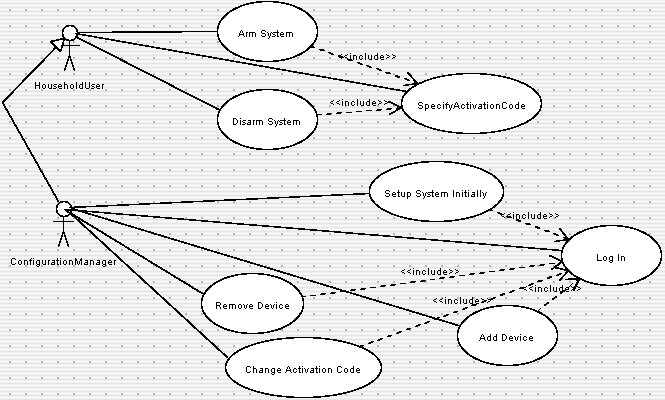 Arm System
<<include>>
HouseholdUser
<<include>>
SpecifyActivationCode
Disarm System
Setup System Initially
<<include>>
ConfigurationManager
Log In
<<include>>
<<include>>
<<include>>
Remove Device
Add Device
Change Activation Code